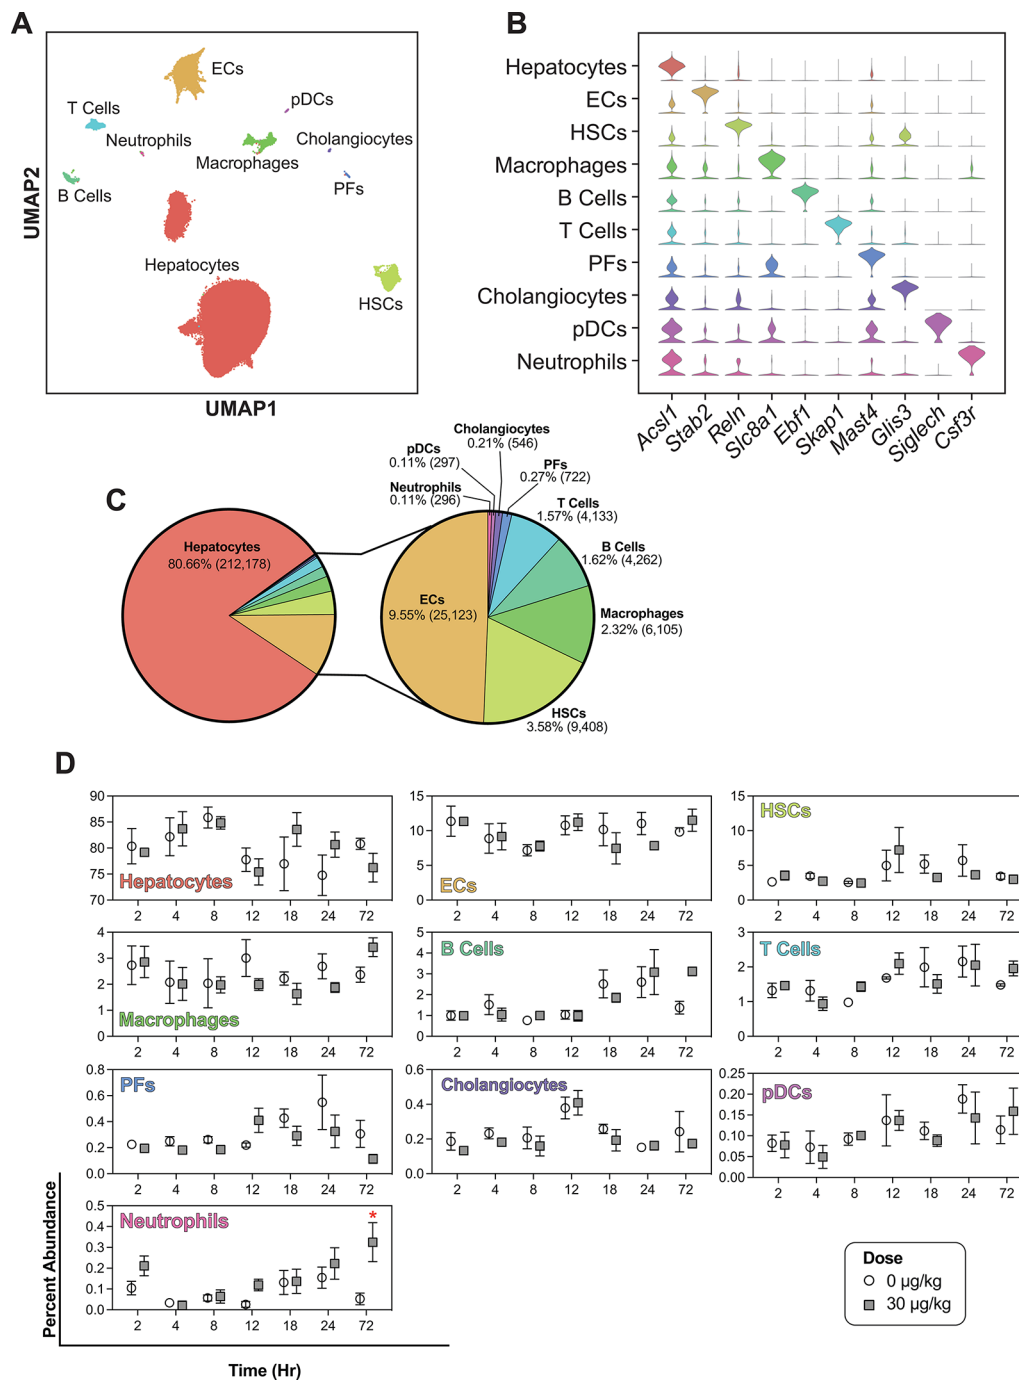 A
ECs
pDCs
T Cells
Neutrophils
Cholangiocytes
Macrophages
PFs
B Cells
Hepatocytes
HSCs
UMAP2
UMAP1
B
Hepatocytes
ECs
HSCs
Macrophages
B Cells
T Cells
PFs
Cholangiocytes
pDCs
Neutrophils
Acsl1
Stab2
Reln
Slc8a1
Ebf1
Skap1
Mast4
Glis3
Siglech
Csf3r
C
Hepatocytes
80.66% (212,178)
Cholangiocytes
0.21% (546)
pDCs
0.11% (297)
PFs
0.27% (722)
Neutrophils
0.11% (296)
T Cells
1.57% (4,133)
B Cells
1.62% (4,262)
ECs
9.55% (25,123)
Macrophages
2.32% (6,105)
HSCs
3.58% (9,408)
D
90
85
80
75
70
Hepatocytes
2 4 8 12 18 24 72
15
10
5
0
ECs
2 4 8 12 18 24 72
15
10
5
0
HSCs
2 4 8 12 18 24 72
4
3
2
1
0
Macrophages
2 4 8 12 18 24 72
5
4
3
2
1
0
B Cells
2 4 8 12 18 24 72
3
2
1
0
T Cells
2 4 8 12 18 24 72
0.8
0.6
0.4
0.2
0.0
PFs
2 4 8 12 18 24 72
0.6
0.4
0.2
0.0
Cholangiocytes
2 4 8 12 18 24 72
0.25
0.20
0.15
0.10
0.05
0.00
pDCs
2 4 8 12 18 24 72
0.5
0.4
0.3
0.2
0.1
0.0
Neutrophils
*
2 4 8 12 18 24 72
Percent Abundance
Time (Hr)
Dose
0 µg/kg
30 µg/kg